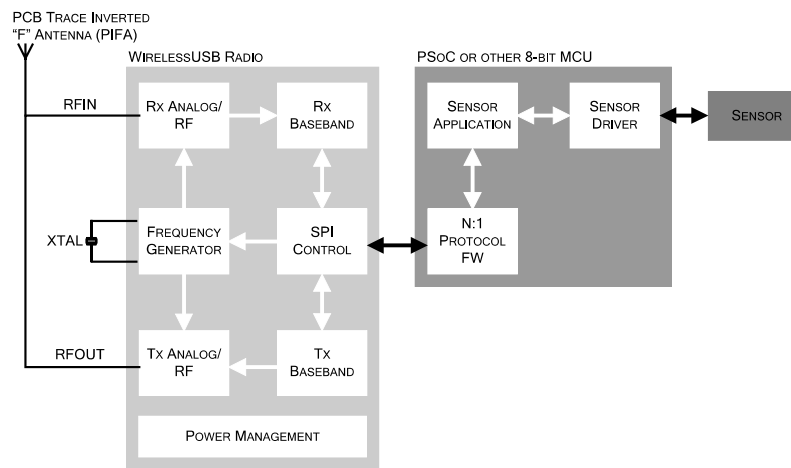 PCB TRACE INVERTED
“F” ANTENNA (PIFA)
WIRELESSUSB RADIO
PSOC OR OTHER 8-BIT MCU
RFIN
RX ANALOG/
RF
RX
BASEBAND
SENSOR
APPLICATION
SENSOR
DRIVER
SENSOR
XTAL
FREQUENCY
GENERATOR
SPI
CONTROL
N:1
PROTOCOL
FW
RFOUT
TX ANALOG/
RF
TX
BASEBAND
POWER MANAGEMENT